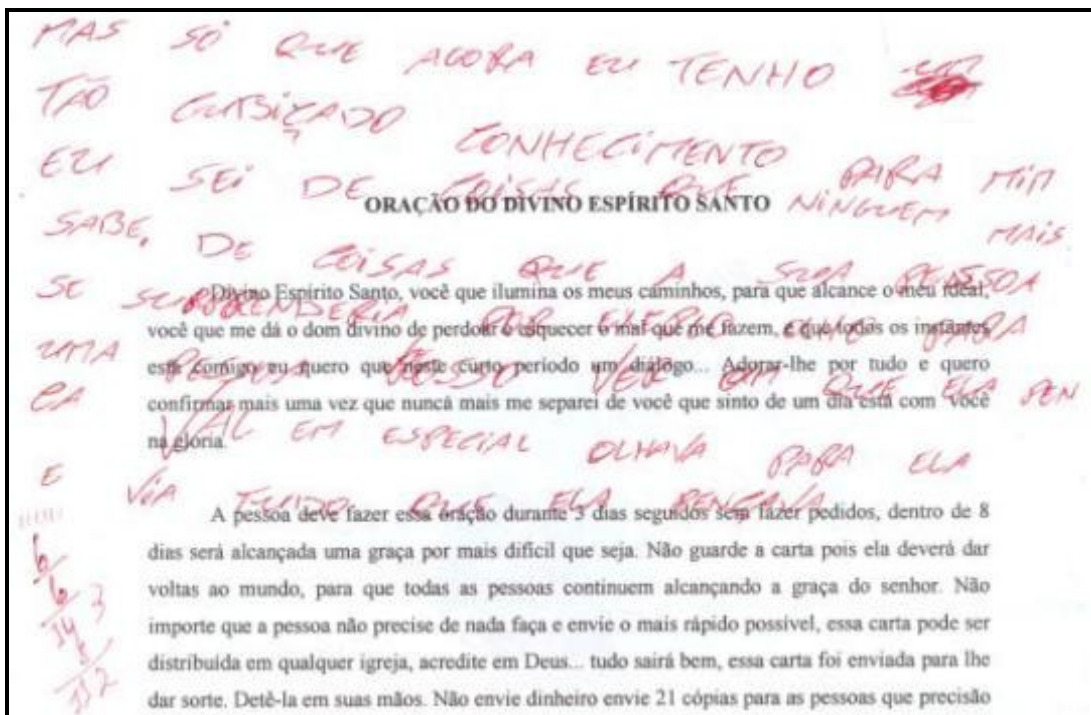 MAS SÓ QUE AGORA EU TENHO
TÃO CUBIÇADO CONHECIMENTO PARA MIM
EU SEI DE COISAS QUE NINGUEM MAIS
ORAÇÃO DO DIVINO ESPÍRITO SANTO
SABE, DE COISAS QUE A SUA PESSOA
SE SURPRENDERIA
Divino Espírito Santo, você que ilumina os meus caminhos, para que alcance o meu ideal,
você que me dá o dom divino de perdoar e esquecer o mal que me fazem, e que todos os instantes
está comigo eu quero que neste curto período um diálogo... Adorar-lhe por tudo e quero
UMA PESSOA POSSO VER QUE ELA PEN
confirmar mais uma vez que nunca mais me separei de você que sinto de um dia está com você
na glória.
VAL EM ESPECIAL OLHAVA PARA ELA
E VIA TUDO QUE ELA PENÇAVA
A pessoa deve fazer essa oração durante 3 dias seguidos sem fazer pedidos, dentro de 8
dias será alcançada uma graça por mais difícil que seja. Não guarde a carta pois ela deverá dar
voltas ao mundo, para que todas as pessoas continuem alcançando a graça do senhor. Não
importe que a pessoa não precise de nada faça e envie o mais rápido possível, essa carta pode ser
distribuída em qualquer igreja, acredite em Deus... tudo sairá bem, essa carta foi enviada para lhe
dar sorte. Detê-la em suas mãos. Não envie dinheiro envie 21 cópias para as pessoas que precisão